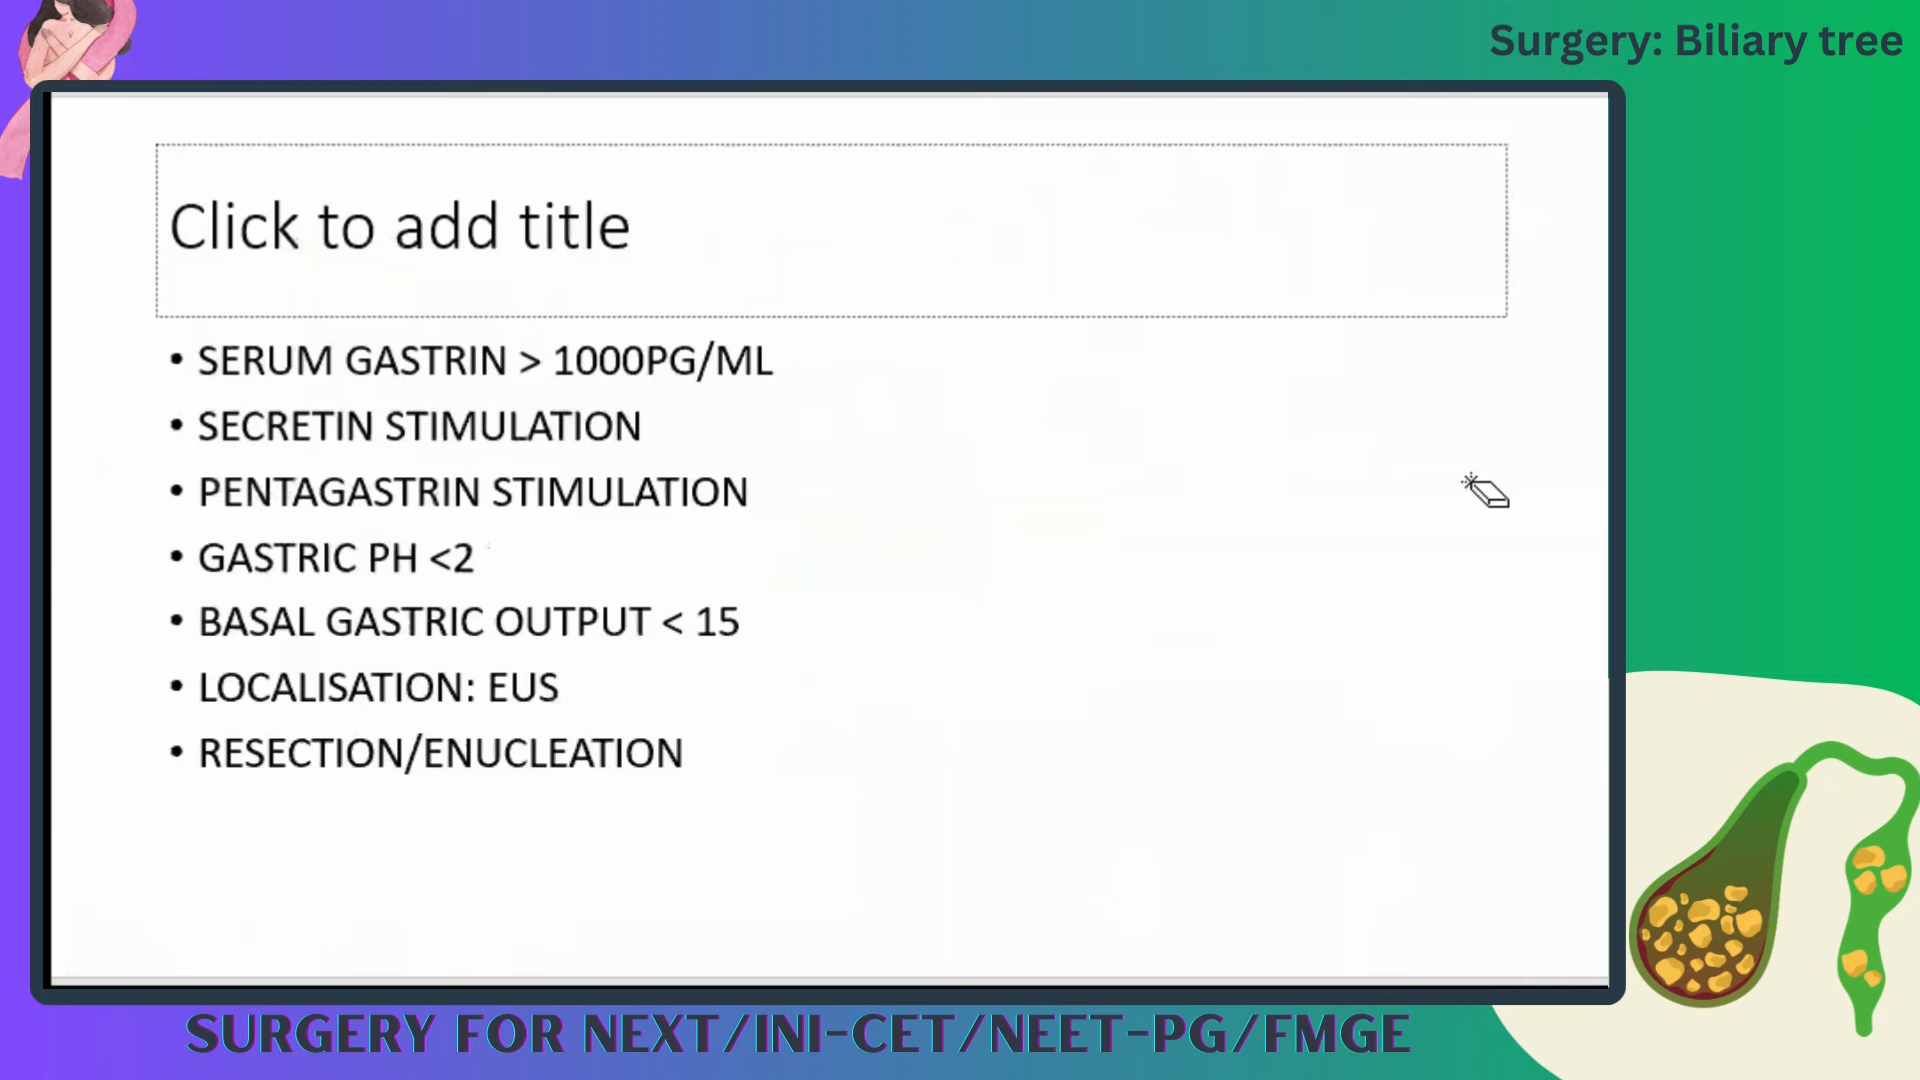 Surgery: Biliary tree
Click to add title
• SERUM GASTRIN > 1000PG/ML
• SECRETIN STIMULATION
• PENTAGASTRIN STIMULATION
• GASTRIC PH <2
• BASAL GASTRIC OUTPUT < 15
• LOCALISATION: EUS
• RESECTION/ENUCLEATION
SURGERY FOR NEXT/INI-CET/NEET-PG/FMGE